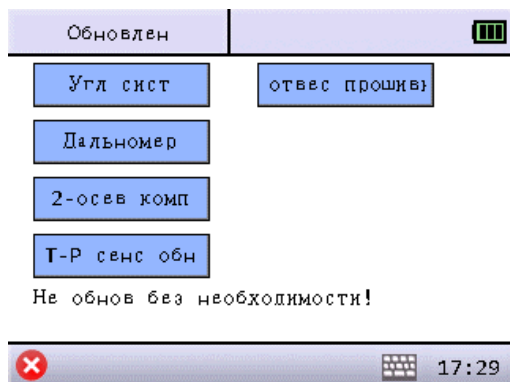 Обновлен
Угл сист
отвес прошив
Дальномер
2-осев комп
Т-Р сенс обн
Не обнов без необходимости!
17:29